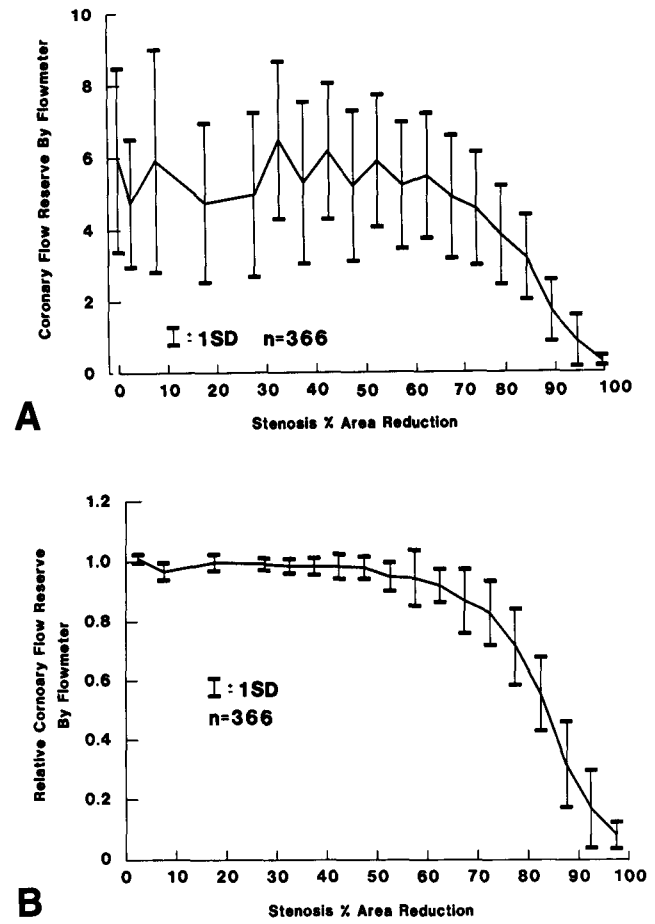 10
8
6
4
2
0
Coronary Flow Reserve By Flowmeter
: 1SD n=366
0 10 20 30 40 50 60 70 80 90 100
Stenosis % Area Reduction
A
1.2
1.0
0.8
0.6
0.4
0.2
0
Relative Cornoary Flow Reserve
By Flowmeter
: 1SD
n=366
0 10 20 30 40 50 60 70 80 90 100
Stenosis % Area Reduction
B